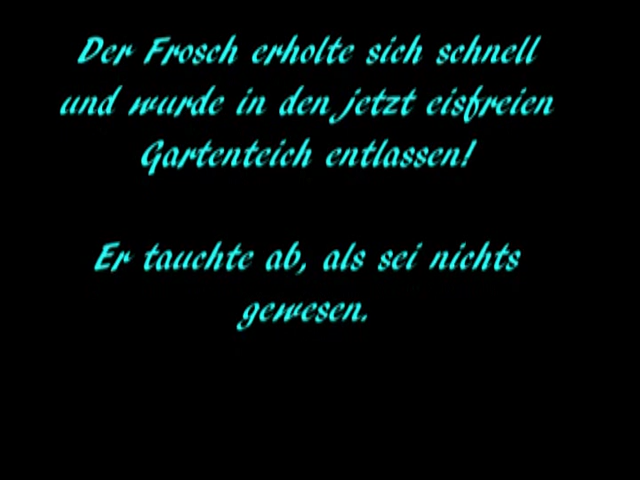 Der Frosch erholte sich schnell
und wurde in den jetzt eisfreien
Gartenteich entlassen!
Er tauchte ab, als sei nichts
gewesen.